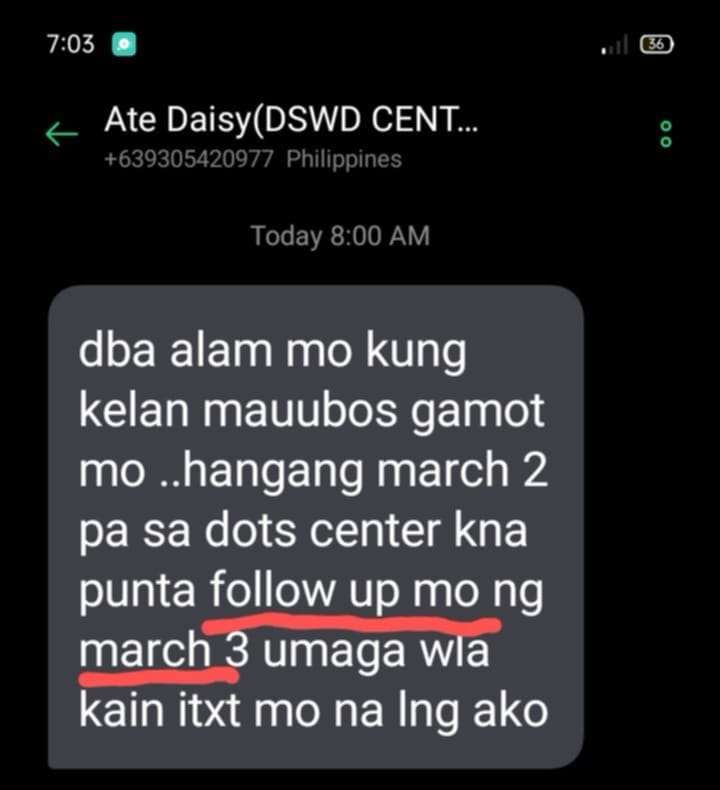 7:03
36
Ate Daisy(DSWD CENT...
+639305420977 Philippines
Today 8:00 AM
dba alam mo kung
kelan mauubos gamot
mo ..hangang march 2
pa sa dots center kna
punta follow up mo ng
march 3 umaga wla
kain itxt mo na lng ako